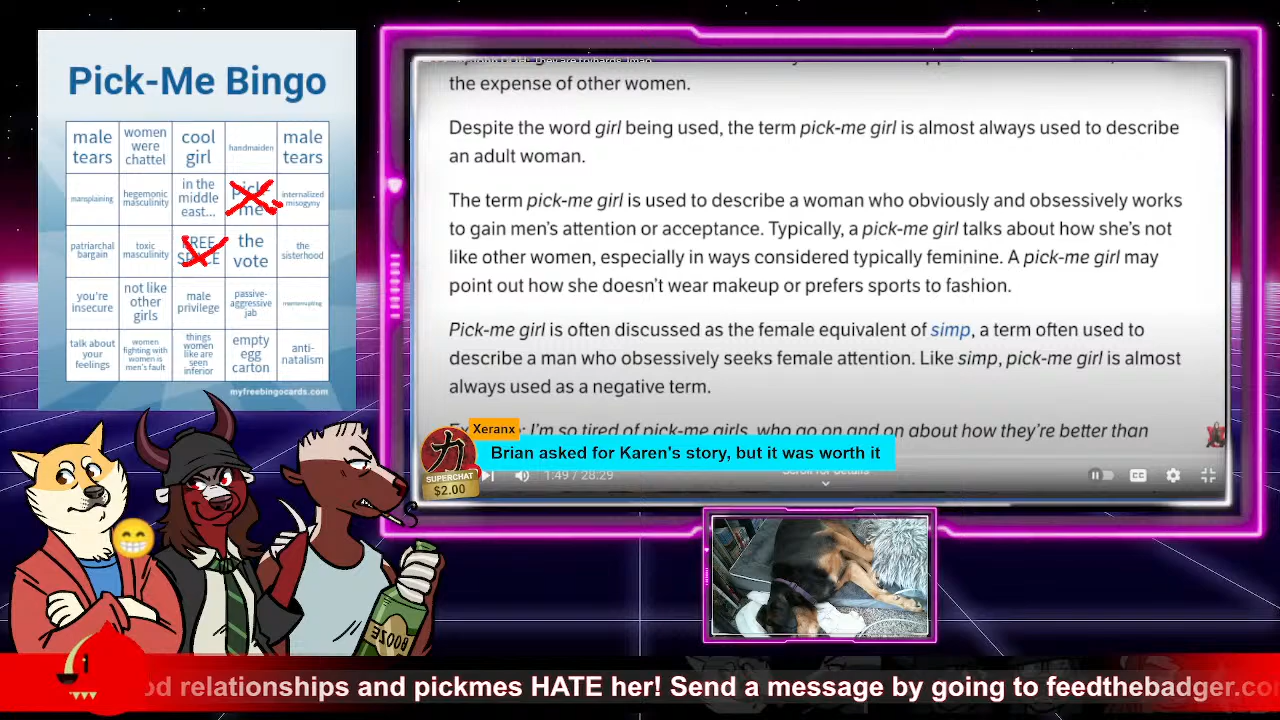 Pick-Me Bingo
male tears
women were chattel
cool girl
handmaiden
male tears
mansplaining
hegemonic masculinity
in the middle east...
pick me
internalized misogyny
patriarchal bargain
toxic masculinity
FREE SPACE
the vote
the sisterhood
you're insecure
not like other girls
male privilege
passive-aggressive jab
talk about your feelings
women fighting with women is men's fault
things women like are seen inferior
empty egg carton
anti-natalism
myfreebingocards.com
the expense of other women.
Despite the word girl being used, the term pick-me girl is almost always used to describe
an adult woman.
The term pick-me girl is used to describe a woman who obviously and obsessively works
to gain men's attention or acceptance. Typically, a pick-me girl talks about how she's not
like other women, especially in ways considered typically feminine. A pick-me girl may
point out how she doesn't wear makeup or prefers sports to fashion.
Pick-me girl is often discussed as the female equivalent of simp, a term often used to
describe a man who obsessively seeks female attention. Like simp, pick-me girl is almost
always used as a negative term.
I'm so tired of pick-me girls, who go on and on about how they're better than
Xeranx
Brian asked for Karen's story, but it was worth it
力
SUPERCHAT
$2.00
1:49 / 28:29
Scroll for details
CC
BOOZE
od relationships and pickmes HATE her! Send a message by going to feedthebadger.co